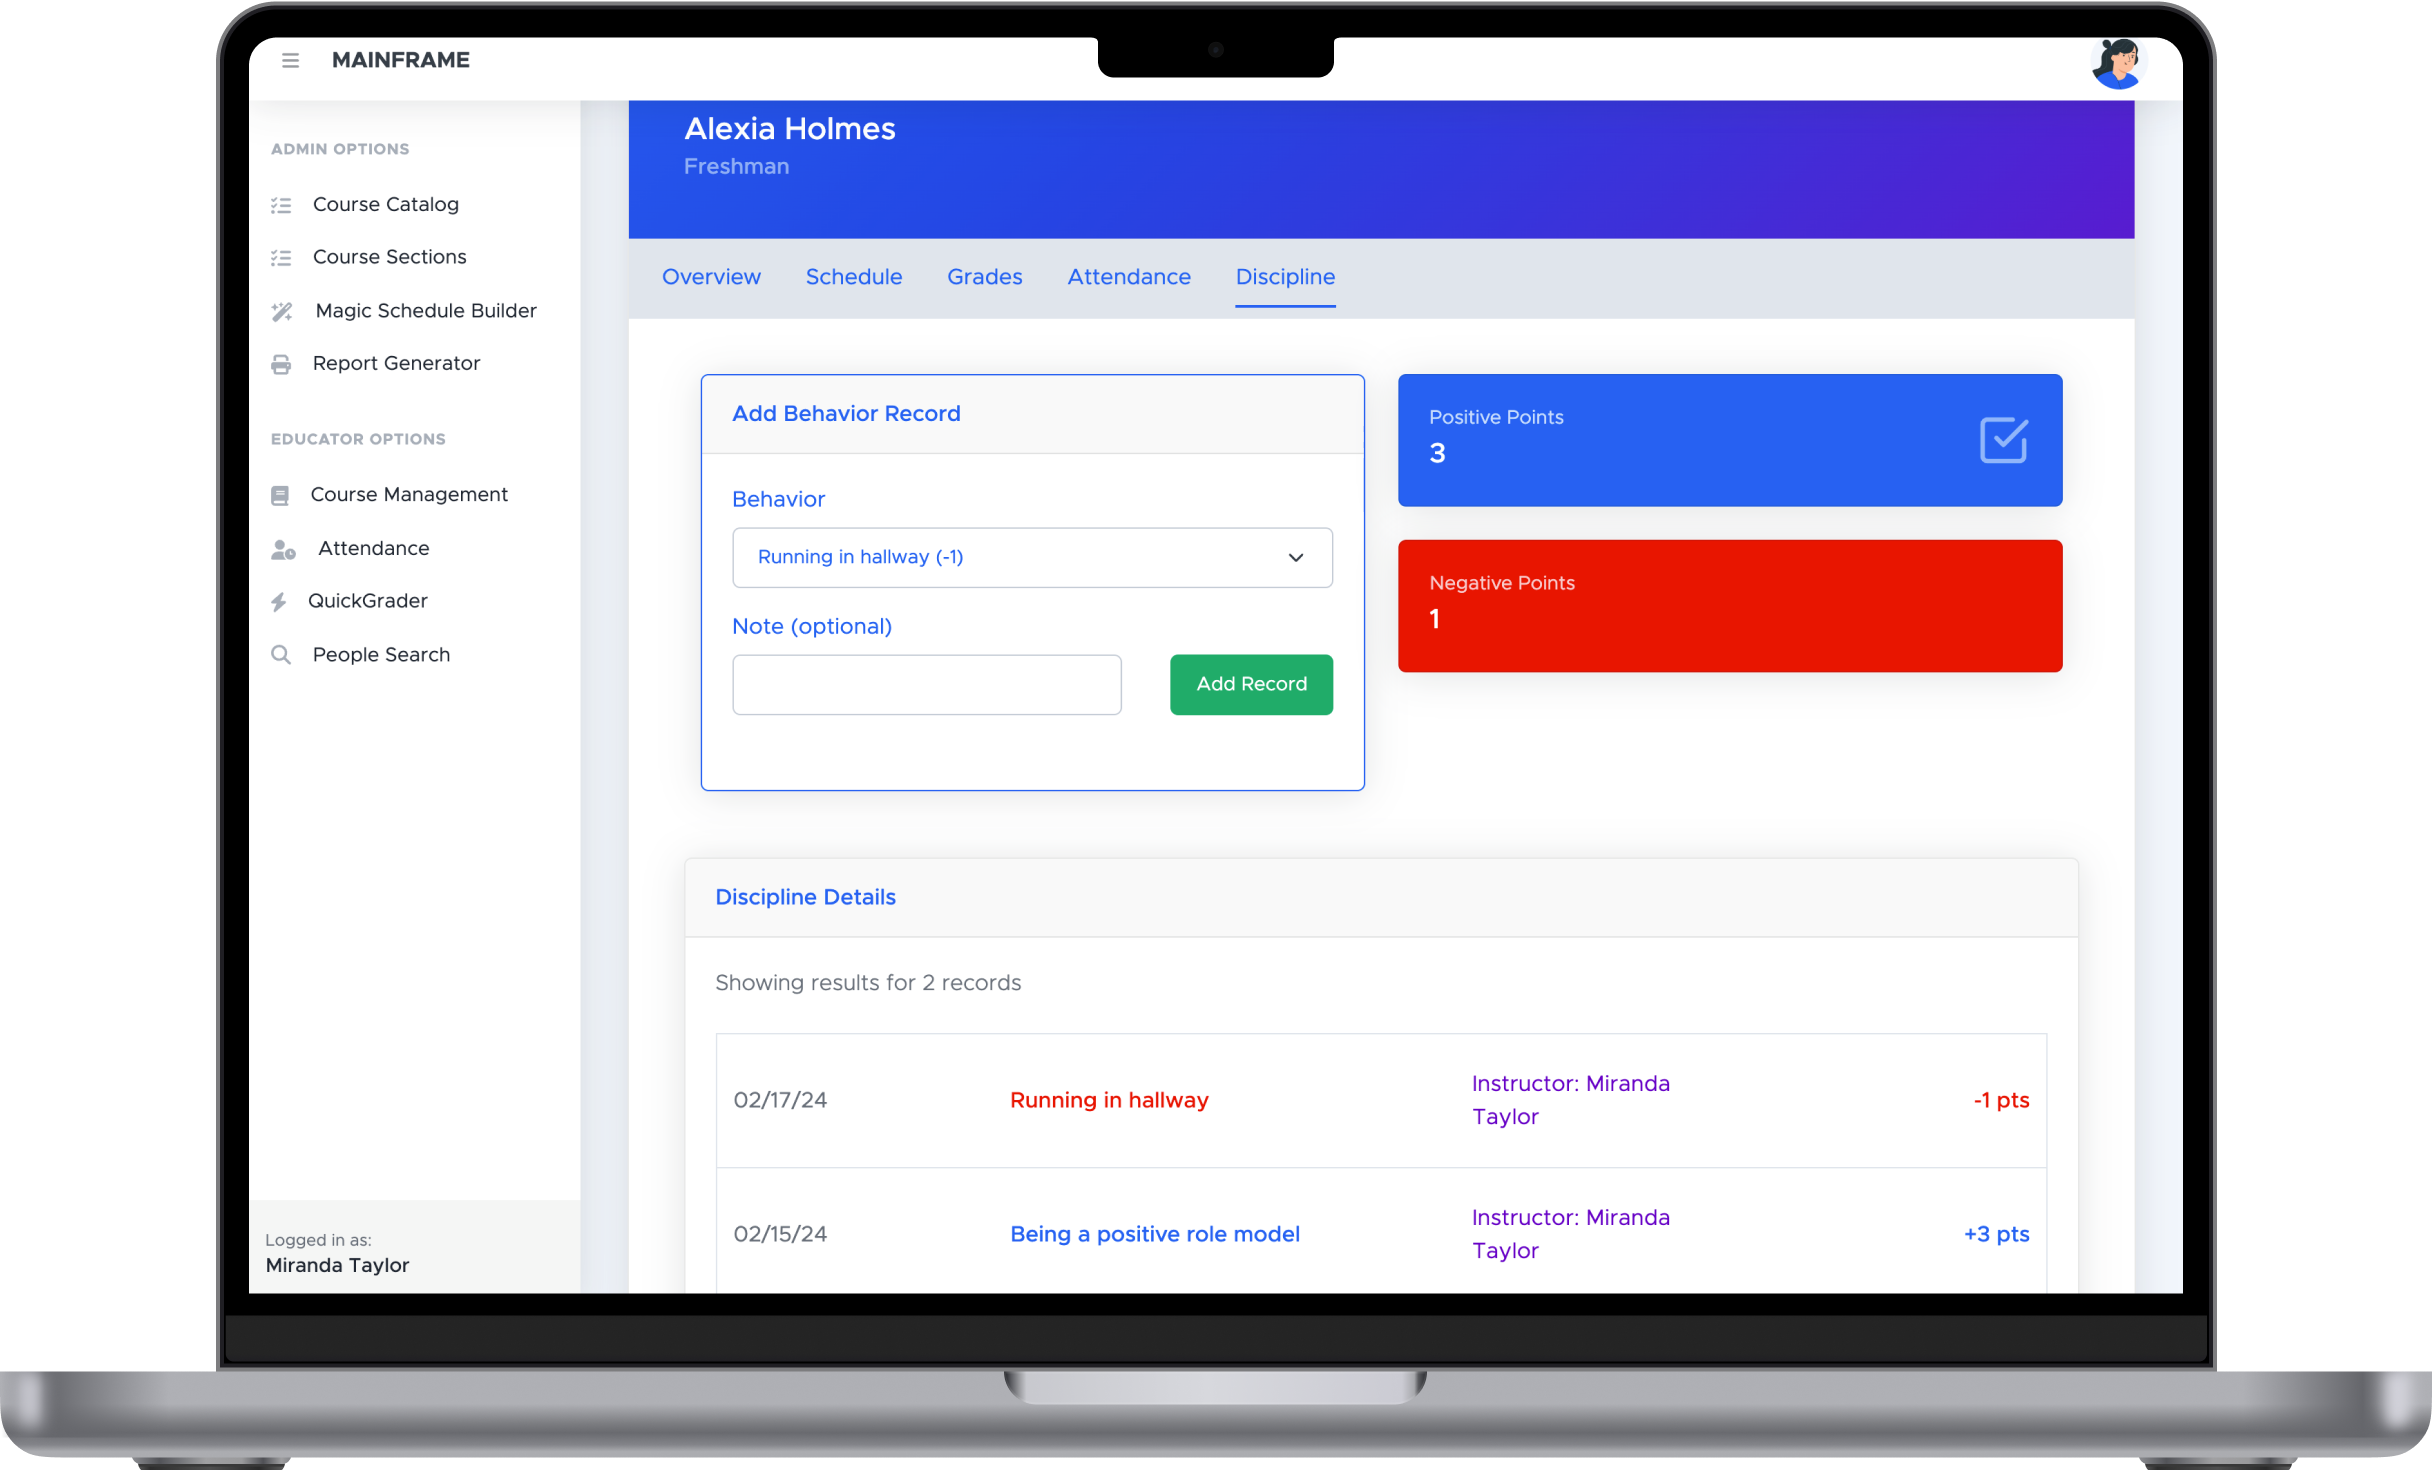 MAINFRAME
ADMIN OPTIONS
Course Catalog
Course Sections
Magic Schedule Builder
Report Generator
EDUCATOR OPTIONS
Course Management
Attendance
QuickGrader
People Search
Logged in as:
Miranda Taylor
Alexia Holmes
Freshman
Overview Schedule Grades Attendance Discipline
Add Behavior Record
Behavior
Running in hallway (-1)
Note (optional)
Add Record
Positive Points
3
Negative Points
1
Discipline Details
Showing results for 2 records
02/17/24 Running in hallway Instructor: Miranda Taylor -1 pts
02/15/24 Being a positive role model Instructor: Miranda Taylor +3 pts